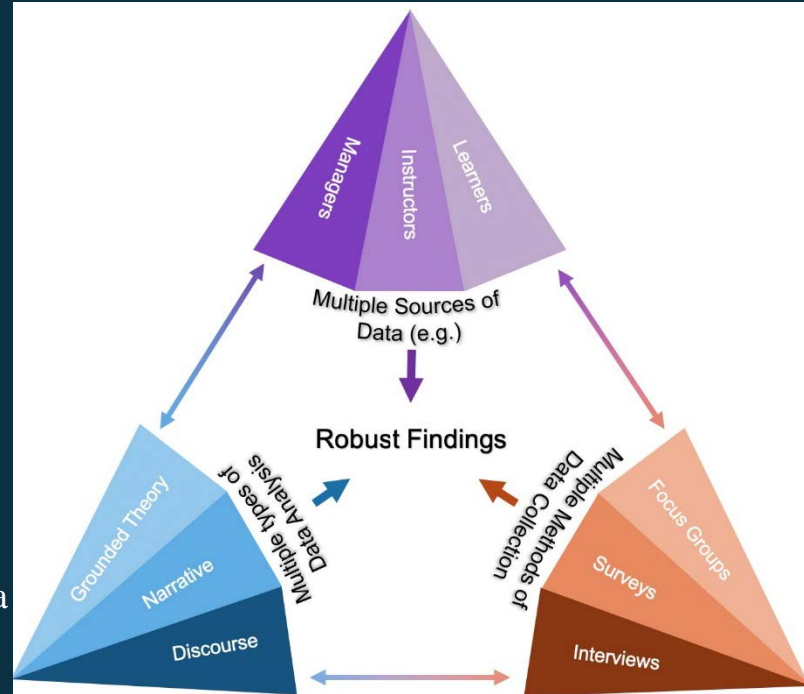 Managers
Instructors
Learners
Multiple Sources of
Data (e.g.)
Robust Findings
Grounded Theory
Narrative
Discourse
Multiple types of
Data Analysis
Multiple Methods of
Data Collection
Focus Groups
Surveys
Interviews
a